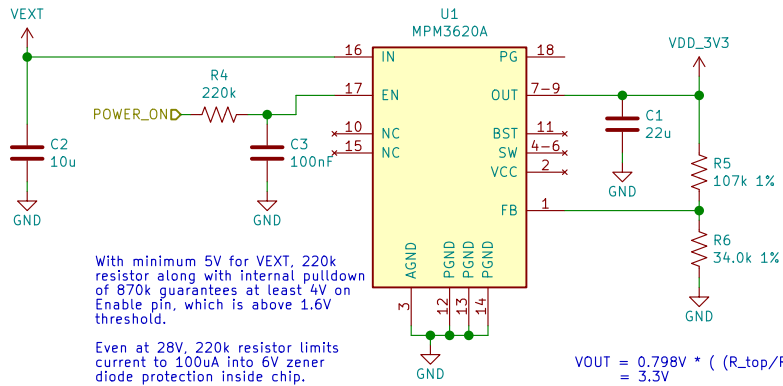 VEXT
U1
MPM3620A
VDD_3V3
16 IN
PG 18
R4
220k
17 EN
OUT 7-9
POWER_ON
C1
22u
10 NC
BST 11
C2
10u
C3
100nF
15 NC
SW 4-6
VCC 2
R5
107k 1%
GND
GND
GND
FB 1
R6
34.0k 1%
AGND
PGND
PGND
PGND
3
12
13
14
GND
GND
With minimum 5V for VEXT, 220k
resistor along with internal pulldown
of 870k guarantees at least 4V on
Enable pin, which is above 1.6V
threshold.
Even at 28V, 220k resistor limits
current to 100uA into 6V zener
diode protection inside chip.
VOUT = 0.798V * ( (R_top/
= 3.3V